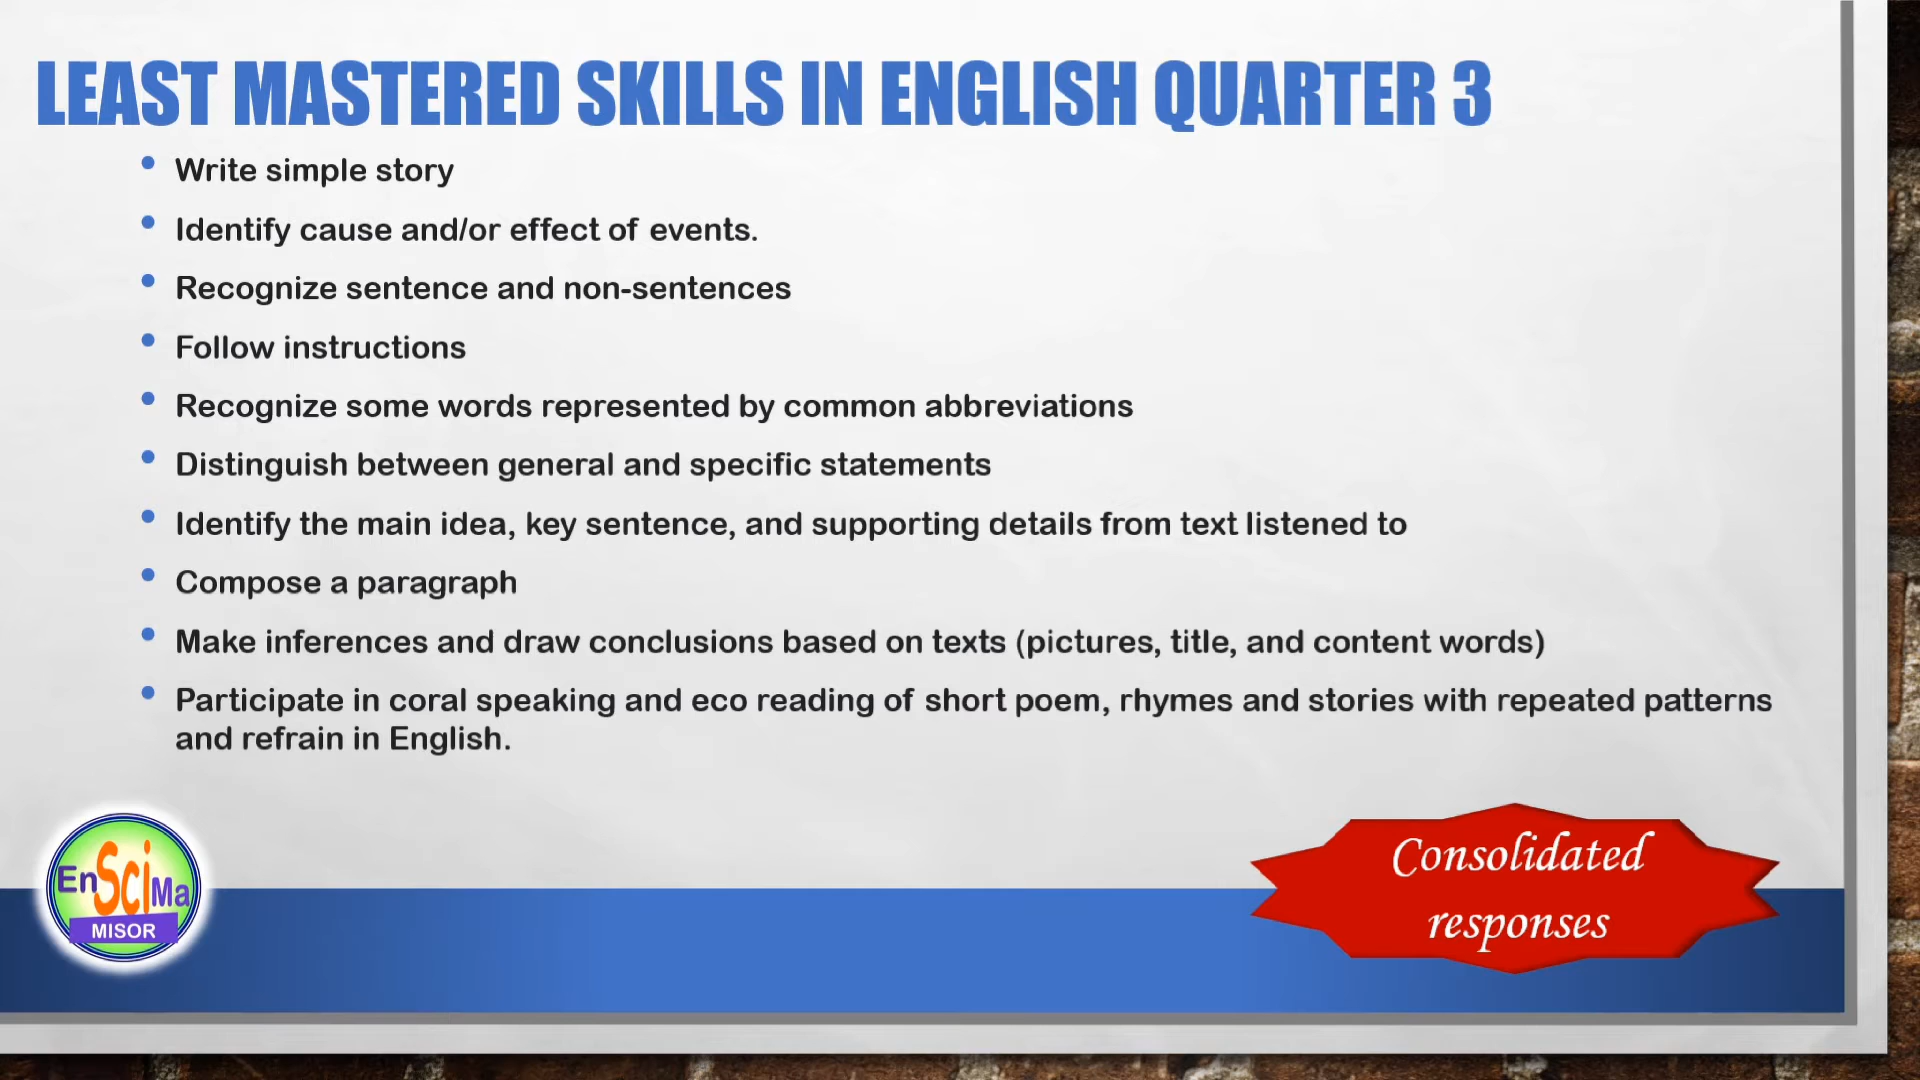 LEAST MASTERED SKILLS IN ENGLISH QUARTER 3
• Write simple story
• Identify cause and/or effect of events.
• Recognize sentence and non-sentences
• Follow instructions
• Recognize some words represented by common abbreviations
• Distinguish between general and specific statements
• Identify the main idea, key sentence, and supporting details from text listened to
• Compose a paragraph
• Make inferences and draw conclusions based on texts (pictures, title, and content words)
• Participate in coral speaking and eco reading of short poem, rhymes and stories with repeated patterns
and refrain in English.
EnSciMa
MISOR
Consolidated
responses